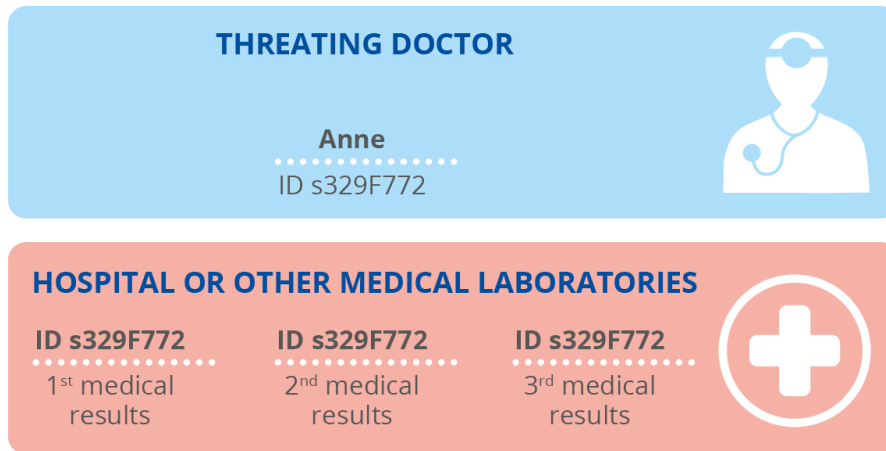 THREATING DOCTOR
Anne
ID s329F772
HOSPITAL OR OTHER MEDICAL LABORATORIES
ID s329F772 ID s329F772 ID s329F772
1st medical 2nd medical 3rd medical
results results results